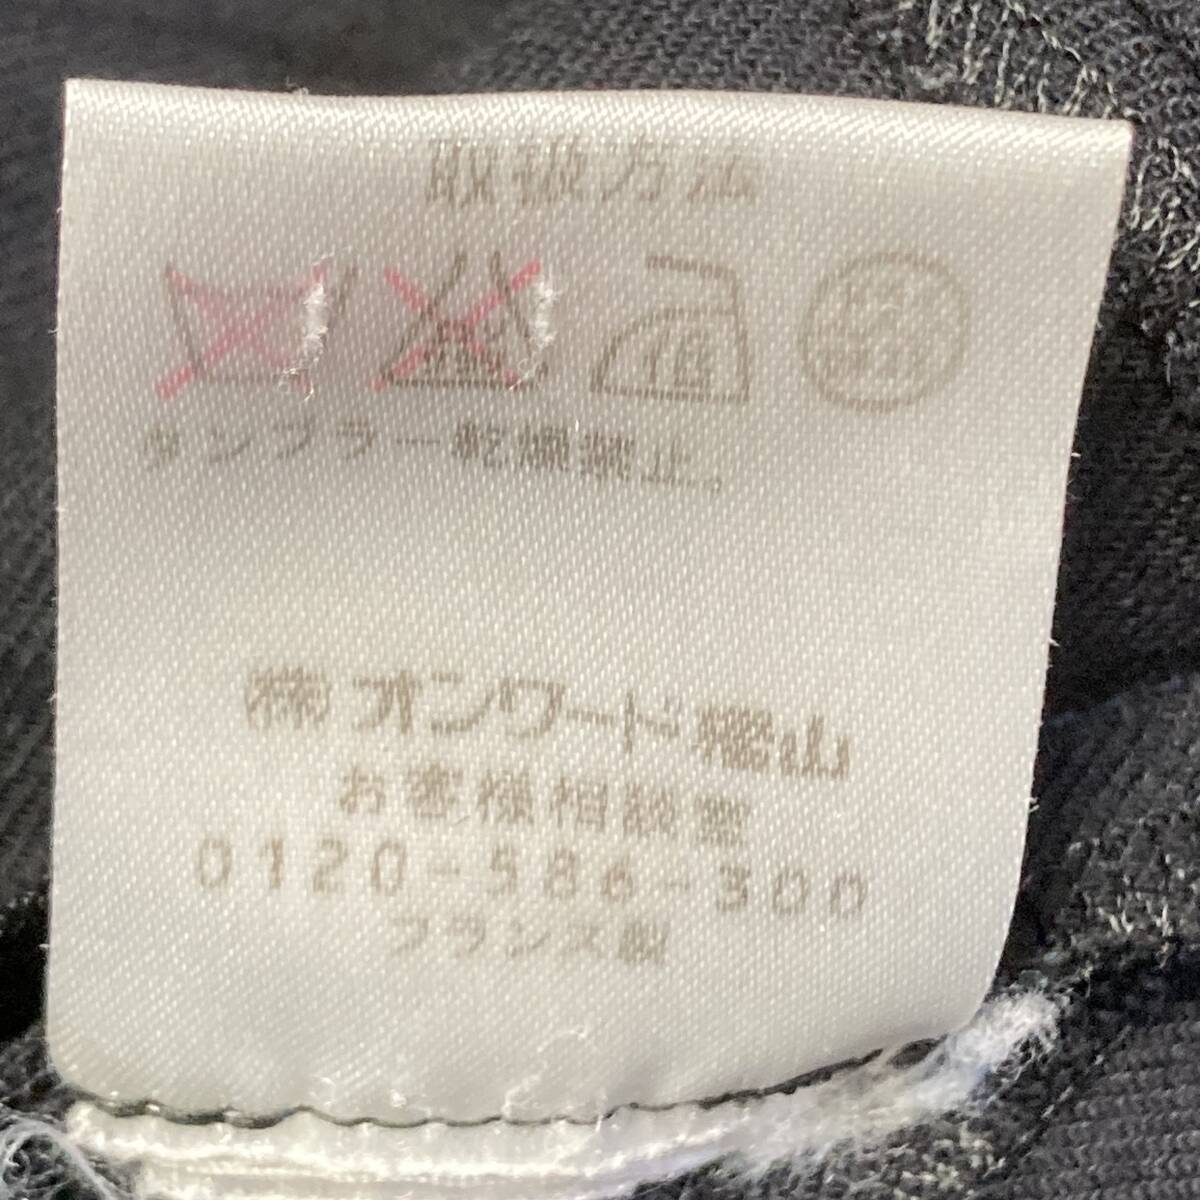 取扱方法
低
タンブラー乾燥禁止。
(株)オンワード樫山
お客様相談室
0120-586-300
フランス製